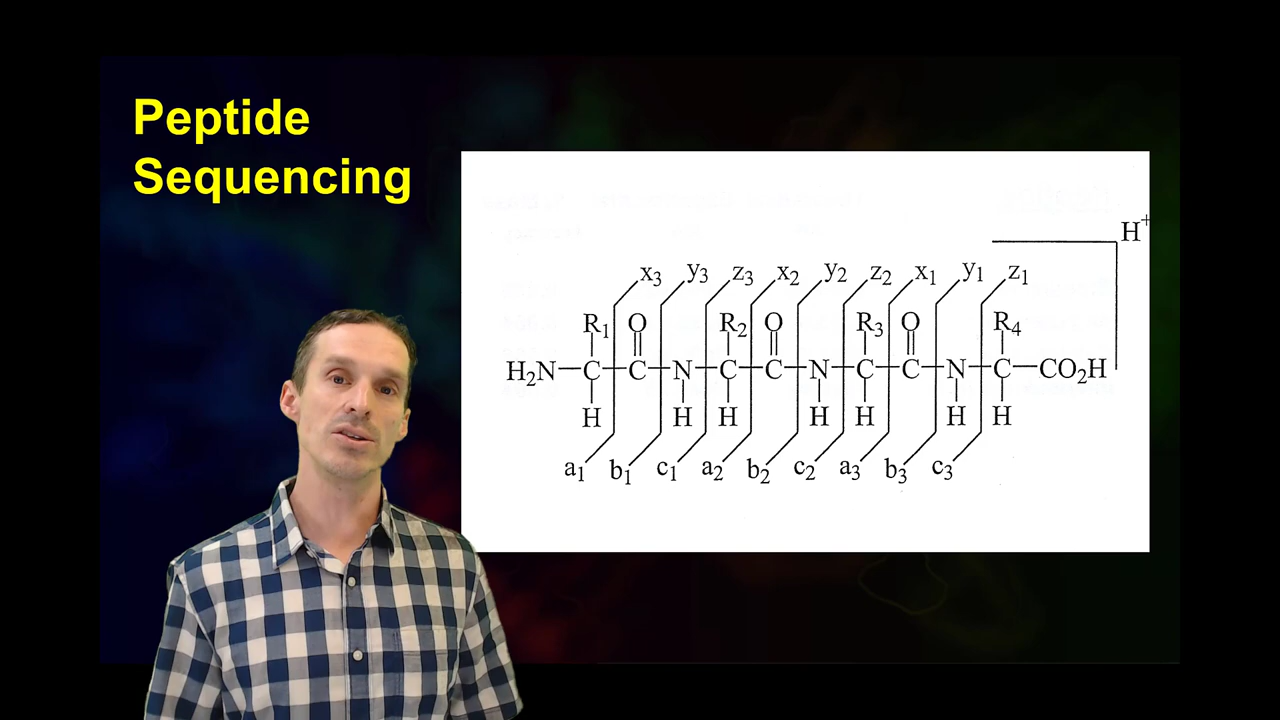 Peptide
Sequencing
H+
x3 y3 z3 x2 y2 z2 x1 y1 z1
R1 O R2 O R3 O R4
H2N C C N C C N C C N C CO2H
H H H H H H H
a1 b1 c1 a2 b2 c2 a3 b3 c3